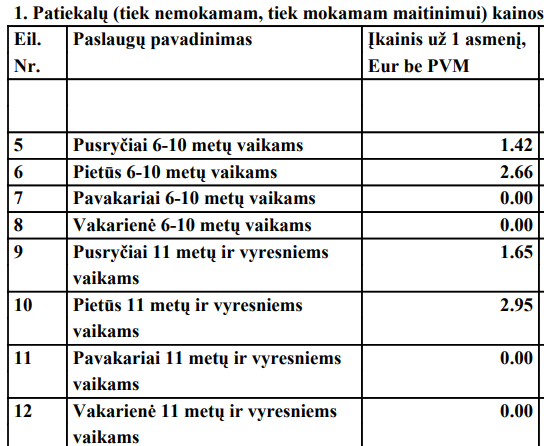 1. Patiekalų (tiek nemokamam, tiek mokamam maitinimui) kainos
Eil. Nr. Paslaugų pavadinimas Įkainis už 1 asmenį, Eur be PVM
5 Pusryčiai 6-10 metų vaikams 1.42
6 Pietūs 6-10 metų vaikams 2.66
7 Pavakariai 6-10 metų vaikams 0.00
8 Vakarienė 6-10 metų vaikams 0.00
9 Pusryčiai 11 metų ir vyresniems vaikams 1.65
10 Pietūs 11 metų ir vyresniems vaikams 2.95
11 Pavakariai 11 metų ir vyresniems vaikams 0.00
12 Vakarienė 11 metų ir vyresniems vaikams 0.00